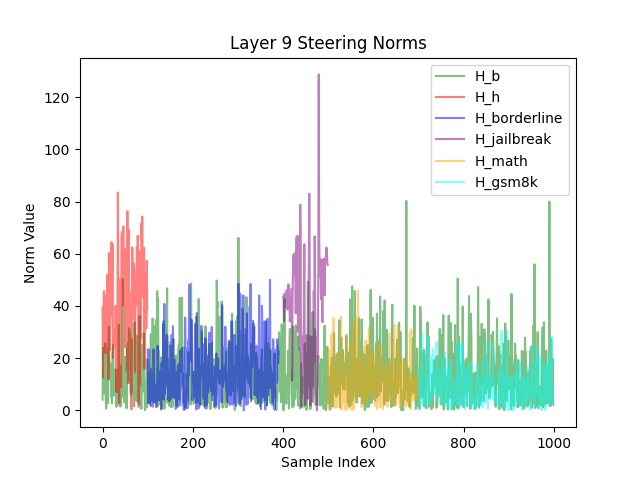 Layer 9 Steering Norms
H_b
H_h
H_borderline
H_jailbreak
H_math
H_gsm8k
Norm Value
120
100
80
60
40
20
0
0
200
400
600
800
1000
Sample Index